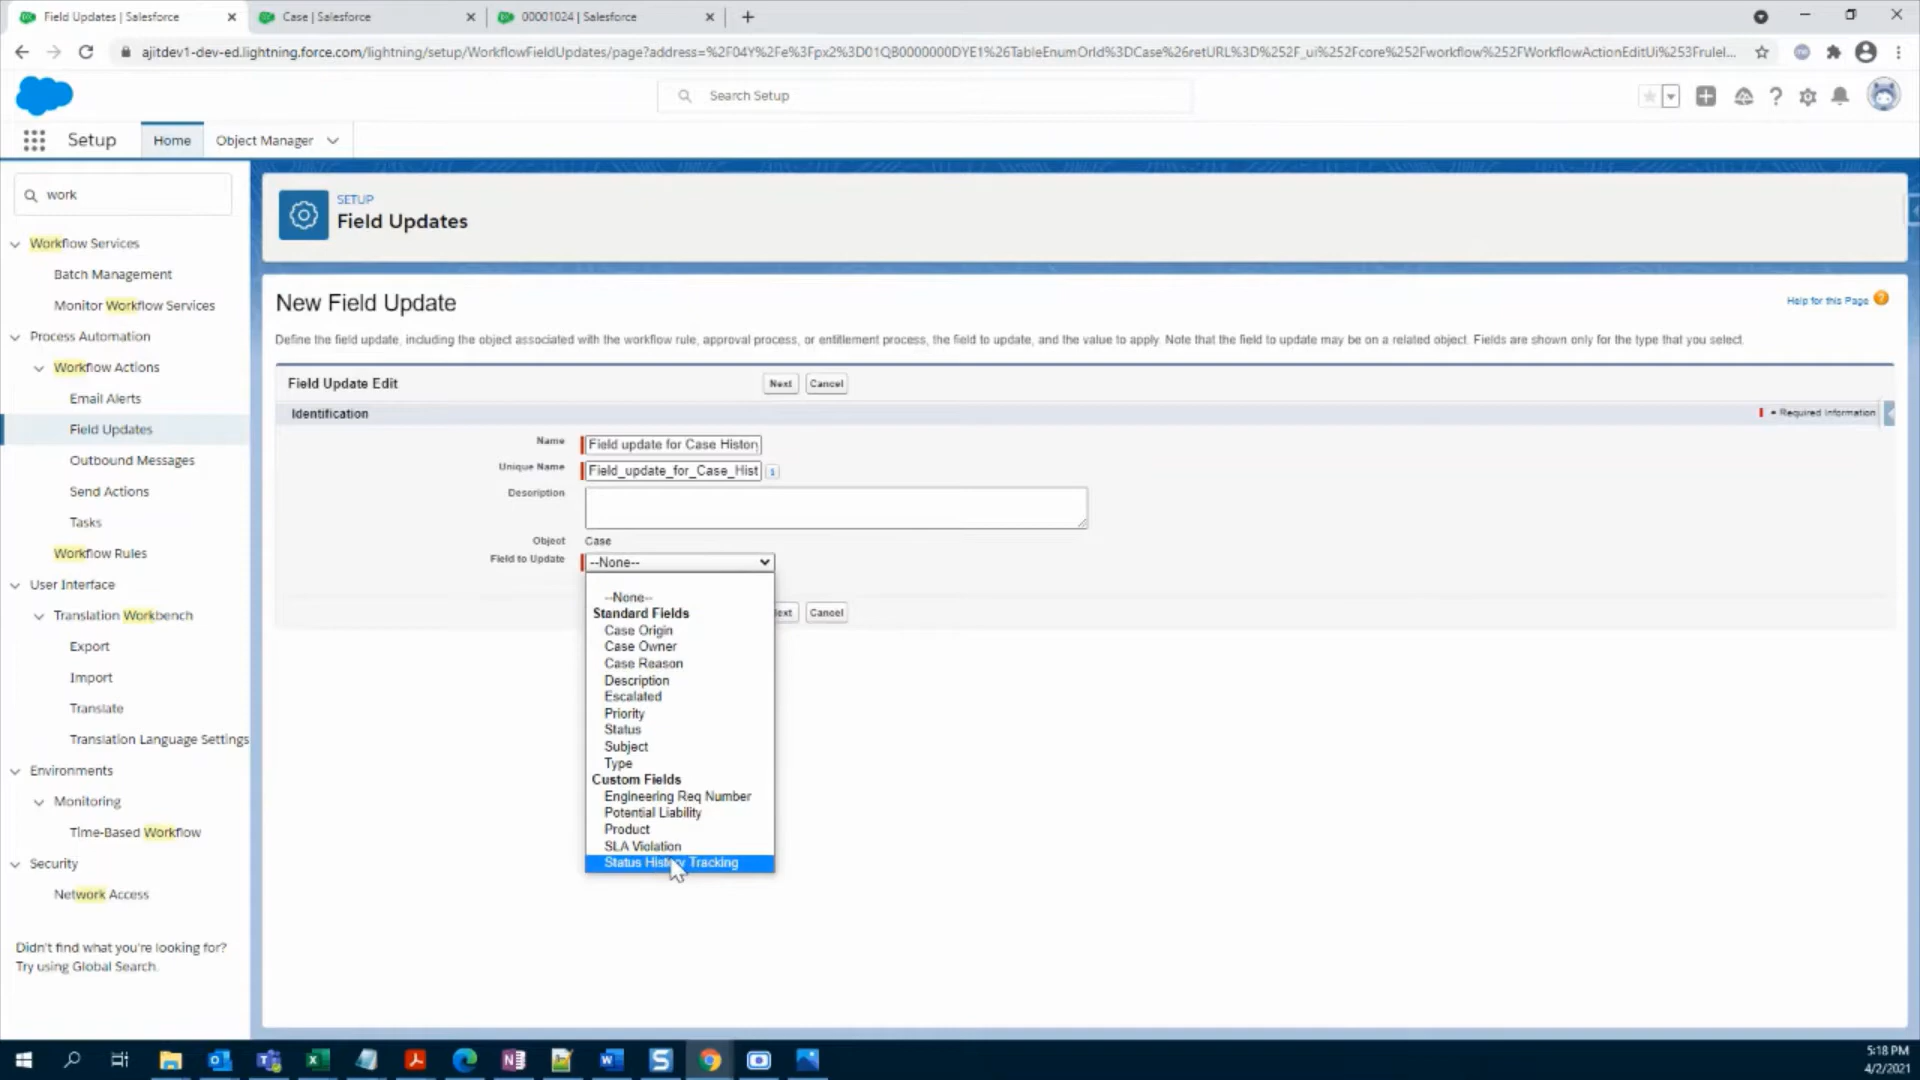 Field Updates | Salesforce
Case | Salesforce
00001024 | Salesforce
ajitdev1-dev-ed.lightning.force.com/lightning/setup/WorkflowFieldUpdates/page?address=%2F04Y%2Fe%3Fpx2%3D01QB0000000DYE1%26TableEnumOrId%3DCase%26retURL%3D%252F_ui%252Fcore%252Fworkflow%252FWorkflowActionEditUi%253FruleI...
Search Setup
Setup
Home
Object Manager
work
Workflow Services
Batch Management
Monitor Workflow Services
Process Automation
Workflow Actions
Email Alerts
Field Updates
Outbound Messages
Send Actions
Tasks
Workflow Rules
User Interface
Translation Workbench
Export
Import
Translate
Translation Language Settings
Environments
Monitoring
Time-Based Workflow
Security
Network Access
Didn't find what you're looking for?
Try using Global Search.
SETUP
Field Updates
New Field Update
Help for this Page
Define the field update, including the object associated with the workflow rule, approval process, or entitlement process, the field to update, and the value to apply. Note that the field to update may be on a related object. Fields are shown only for the type that you select.
Field Update Edit
Next
Cancel
Identification
= Required Information
Name
Field update for Case History
Unique Name
Field_update_for_Case_Hist
i
Description
Object
Case
Field to Update
--None--
--None--
Standard Fields
Case Origin
Case Owner
Case Reason
Description
Escalated
Priority
Status
Subject
Type
Custom Fields
Engineering Req Number
Potential Liability
Product
SLA Violation
Status History Tracking
ext
Cancel
5:18 PM
4/2/2021